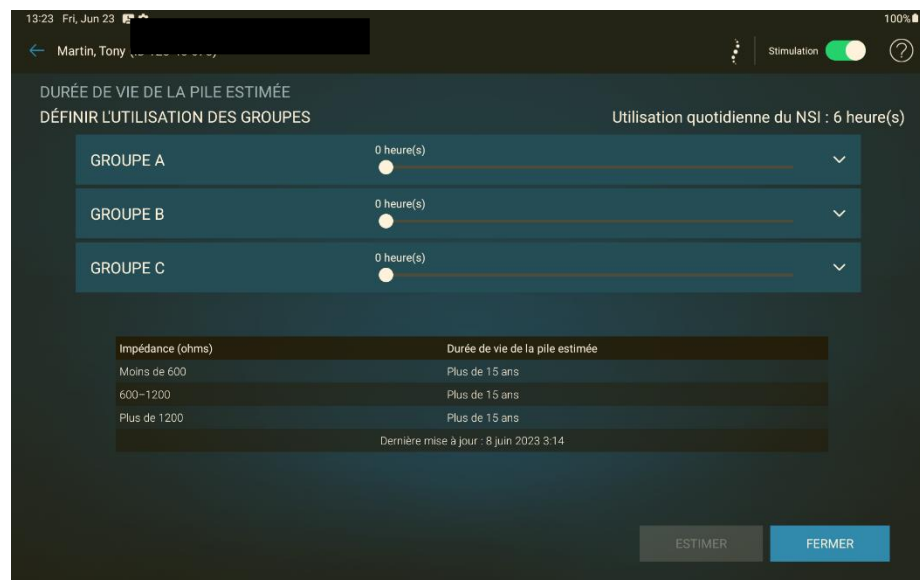 13:23 Fri, Jun 23
100%
Martin, Tony
Stimulation
DURÉE DE VIE DE LA PILE ESTIMÉE
DÉFINIR L'UTILISATION DES GROUPES
Utilisation quotidienne du NSI : 6 heure(s)
GROUPE A
0 heure(s)
GROUPE B
0 heure(s)
GROUPE C
0 heure(s)
Impédance (ohms) Durée de vie de la pile estimée
Moins de 600 Plus de 15 ans
600–1200 Plus de 15 ans
Plus de 1200 Plus de 15 ans
Dernière mise à jour : 8 juin 2023 3:14
ESTIMER
FERMER